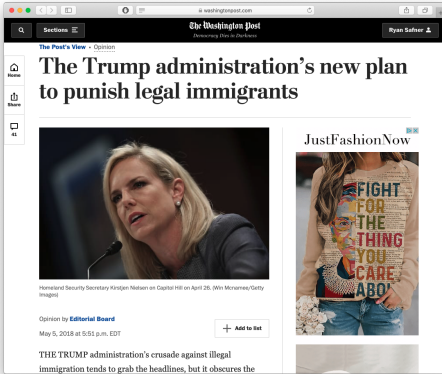 washingtonpost.com
Sections
The Washington Post
Democracy Dies in Darkness
Ryan Safner
The Post's View • Opinion
The Trump administration's new plan
to punish legal immigrants
Home
Share
41
JustFashionNow
FIGHT
FOR
THE
THING
YOU
CARE
ABOU
Homeland Security Secretary Kirstjen Nielsen on Capitol Hill on April 26. (Win Mcnamee/Getty
Images)
Opinion by Editorial Board
May 5, 2018 at 5:51 p.m. EDT
+ Add to list
THE TRUMP administration's crusade against illegal
immigration tends to grab the headlines, but it obscures the